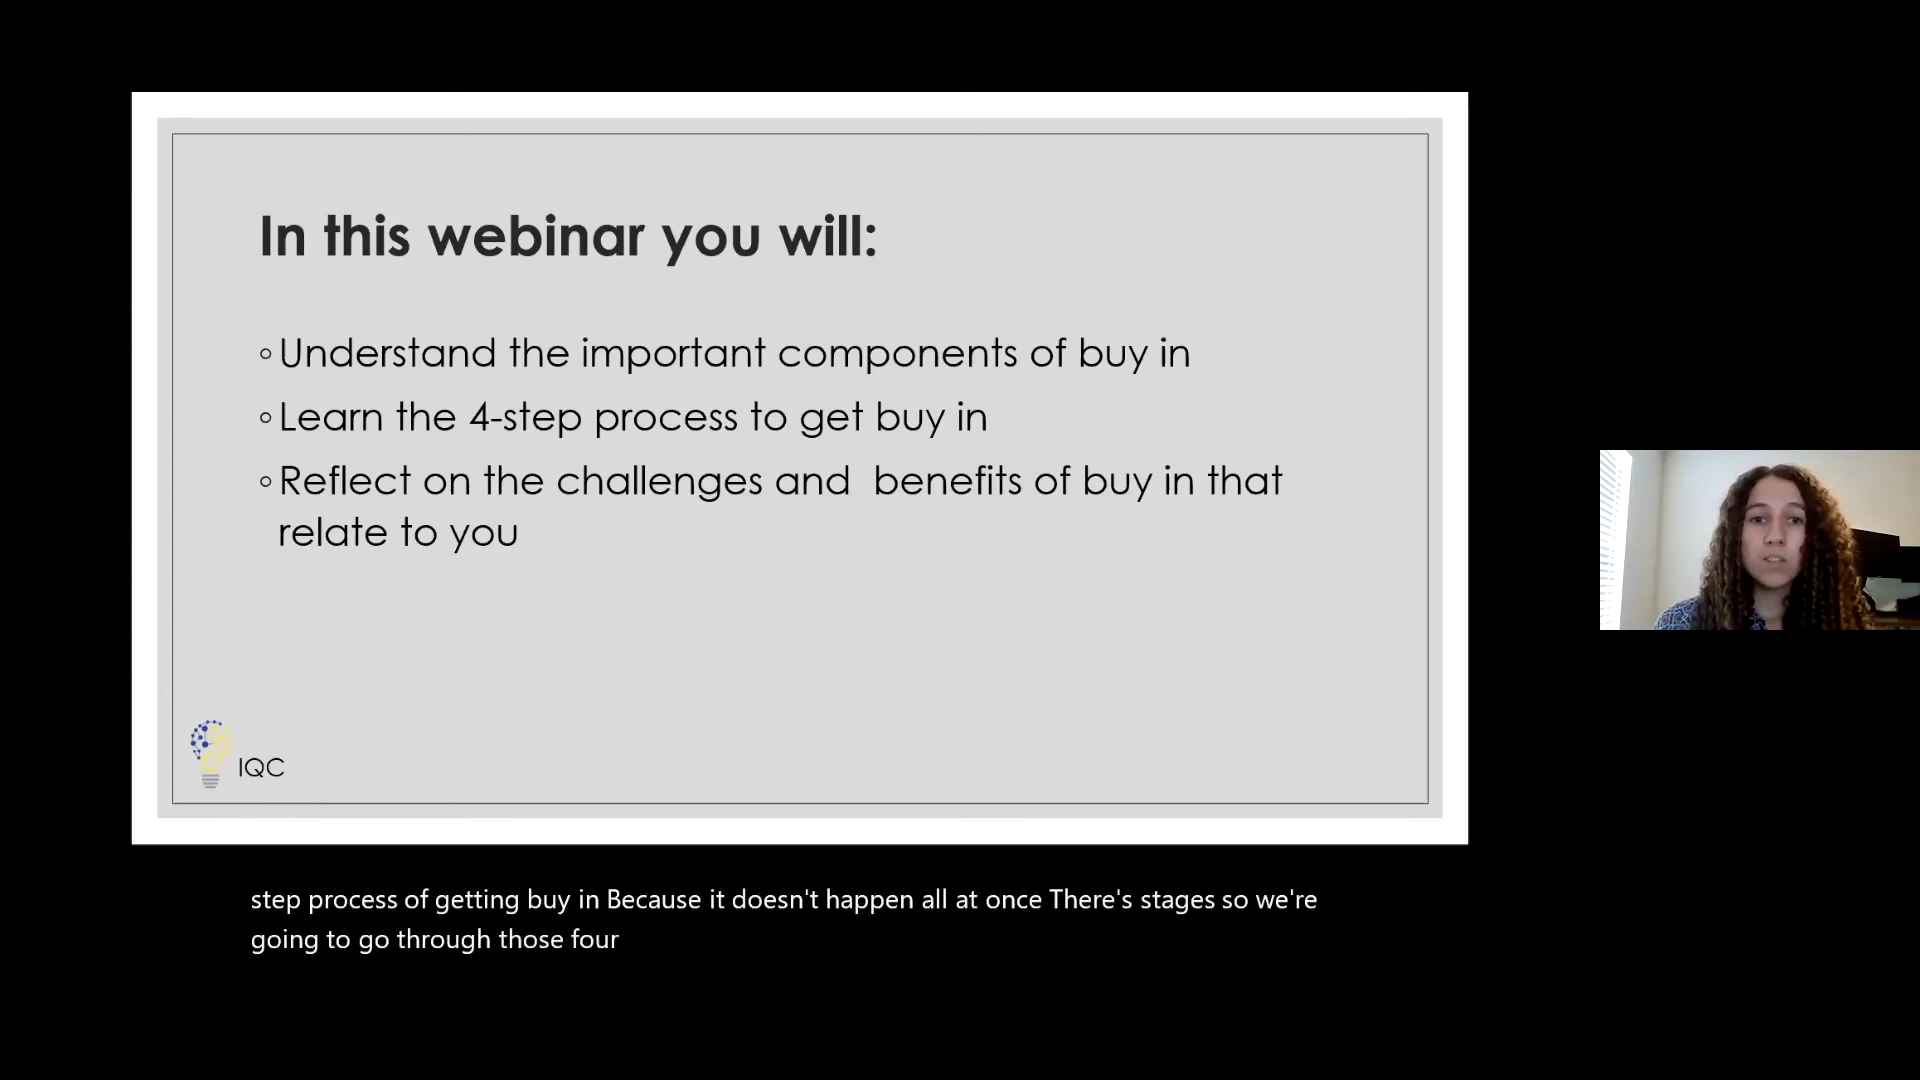 In this webinar you will:
◦Understand the important components of buy in
◦Learn the 4-step process to get buy in
◦Reflect on the challenges and  benefits of buy in that
relate to you
IQC
step process of getting buy in Because it doesn't happen all at once There's stages so we're
going to go through those four